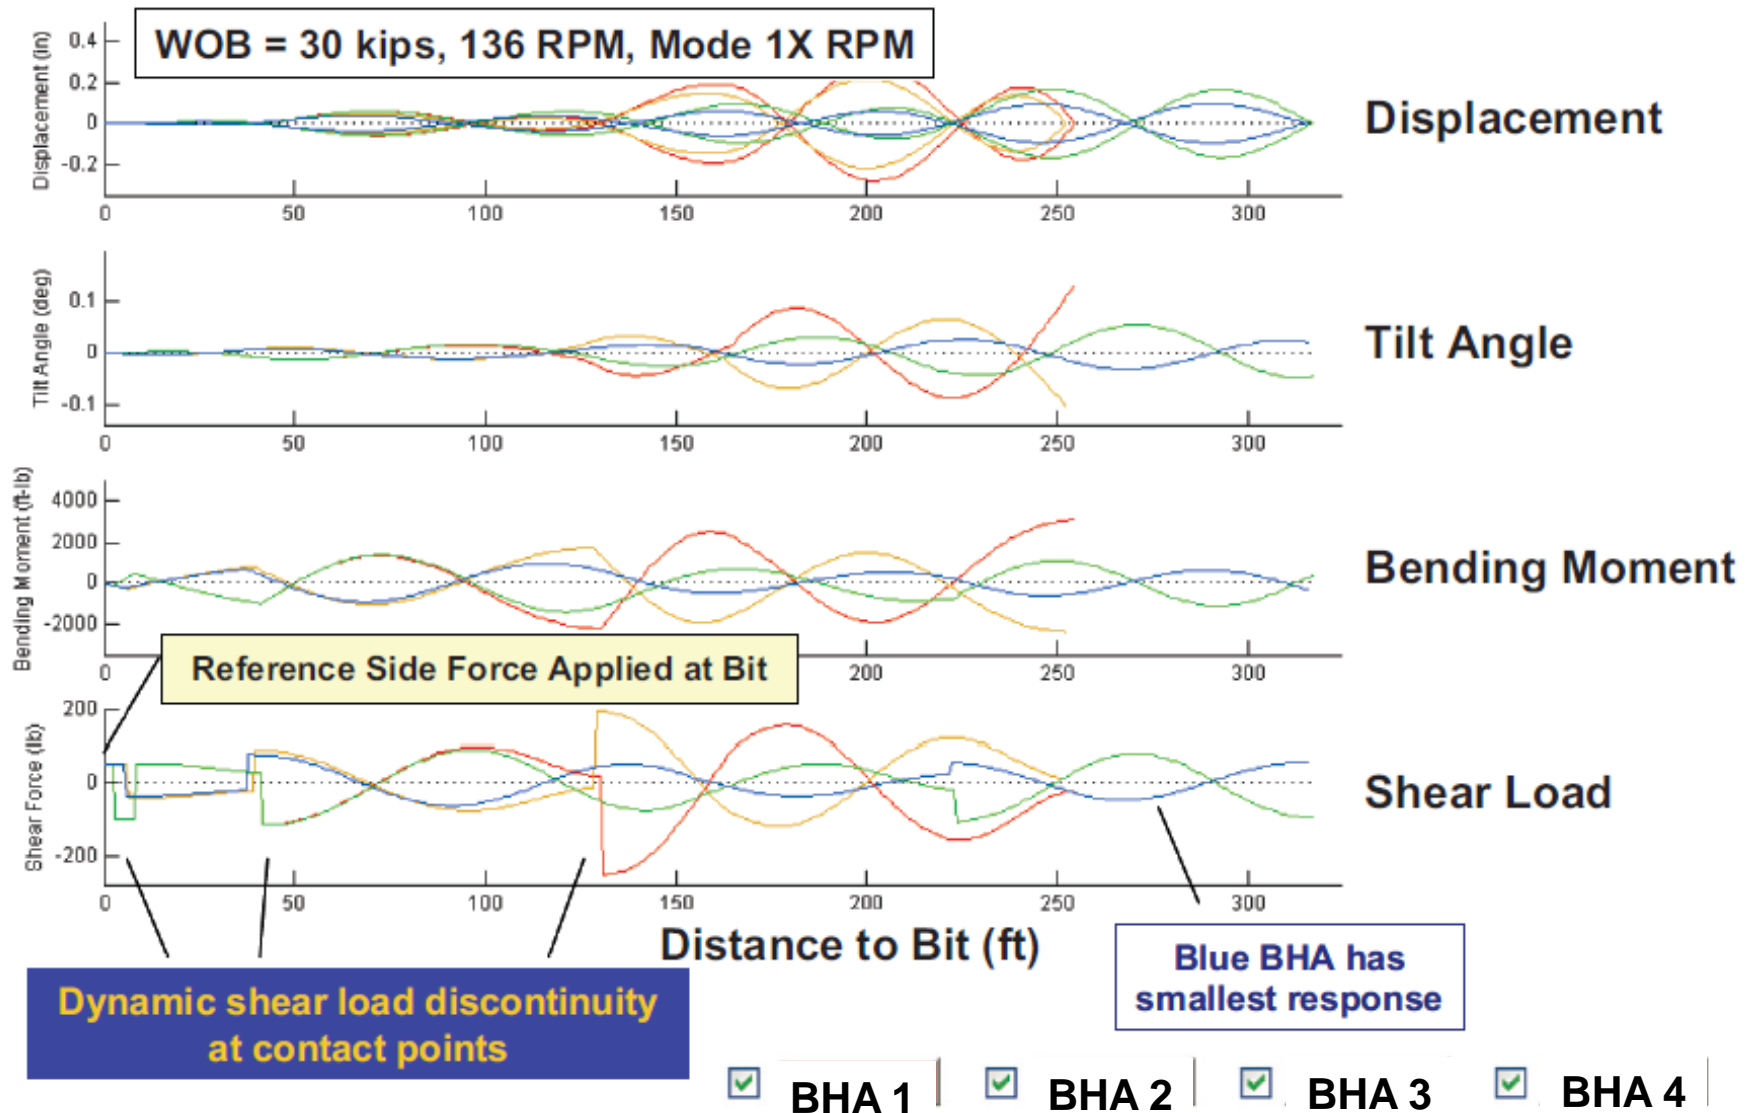 WOB = 30 kips, 136 RPM, Mode 1X RPM
Displacement (in)
0.4
0.2
0
-0.2
0 50 100 150 200 250 300
Displacement
Tilt Angle (deg)
0.1
0
-0.1
0 50 100 150 200 250 300
Tilt Angle
Bending Moment (ft-lb)
4000
2000
0
-2000
0 200 250 300
Bending Moment
Reference Side Force Applied at Bit
Shear Force (lb)
200
0
-200
0 50 100 150 200 250 300
Shear Load
Distance to Bit (ft)
Dynamic shear load discontinuity
at contact points
Blue BHA has
smallest response
BHA 1 BHA 2 BHA 3 BHA 4